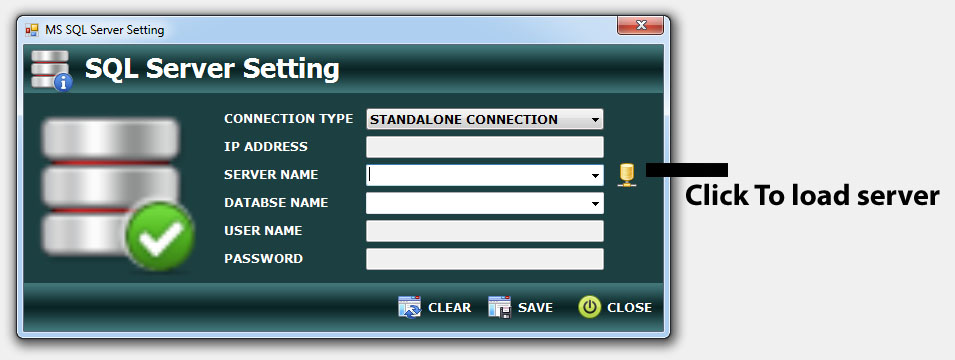 MS SQL Server Setting
SQL Server Setting
CONNECTION TYPE STANDALONE CONNECTION
IP ADDRESS
SERVER NAME
Click To load server
DATABSE NAME
USER NAME
PASSWORD
CLEAR SAVE CLOSE